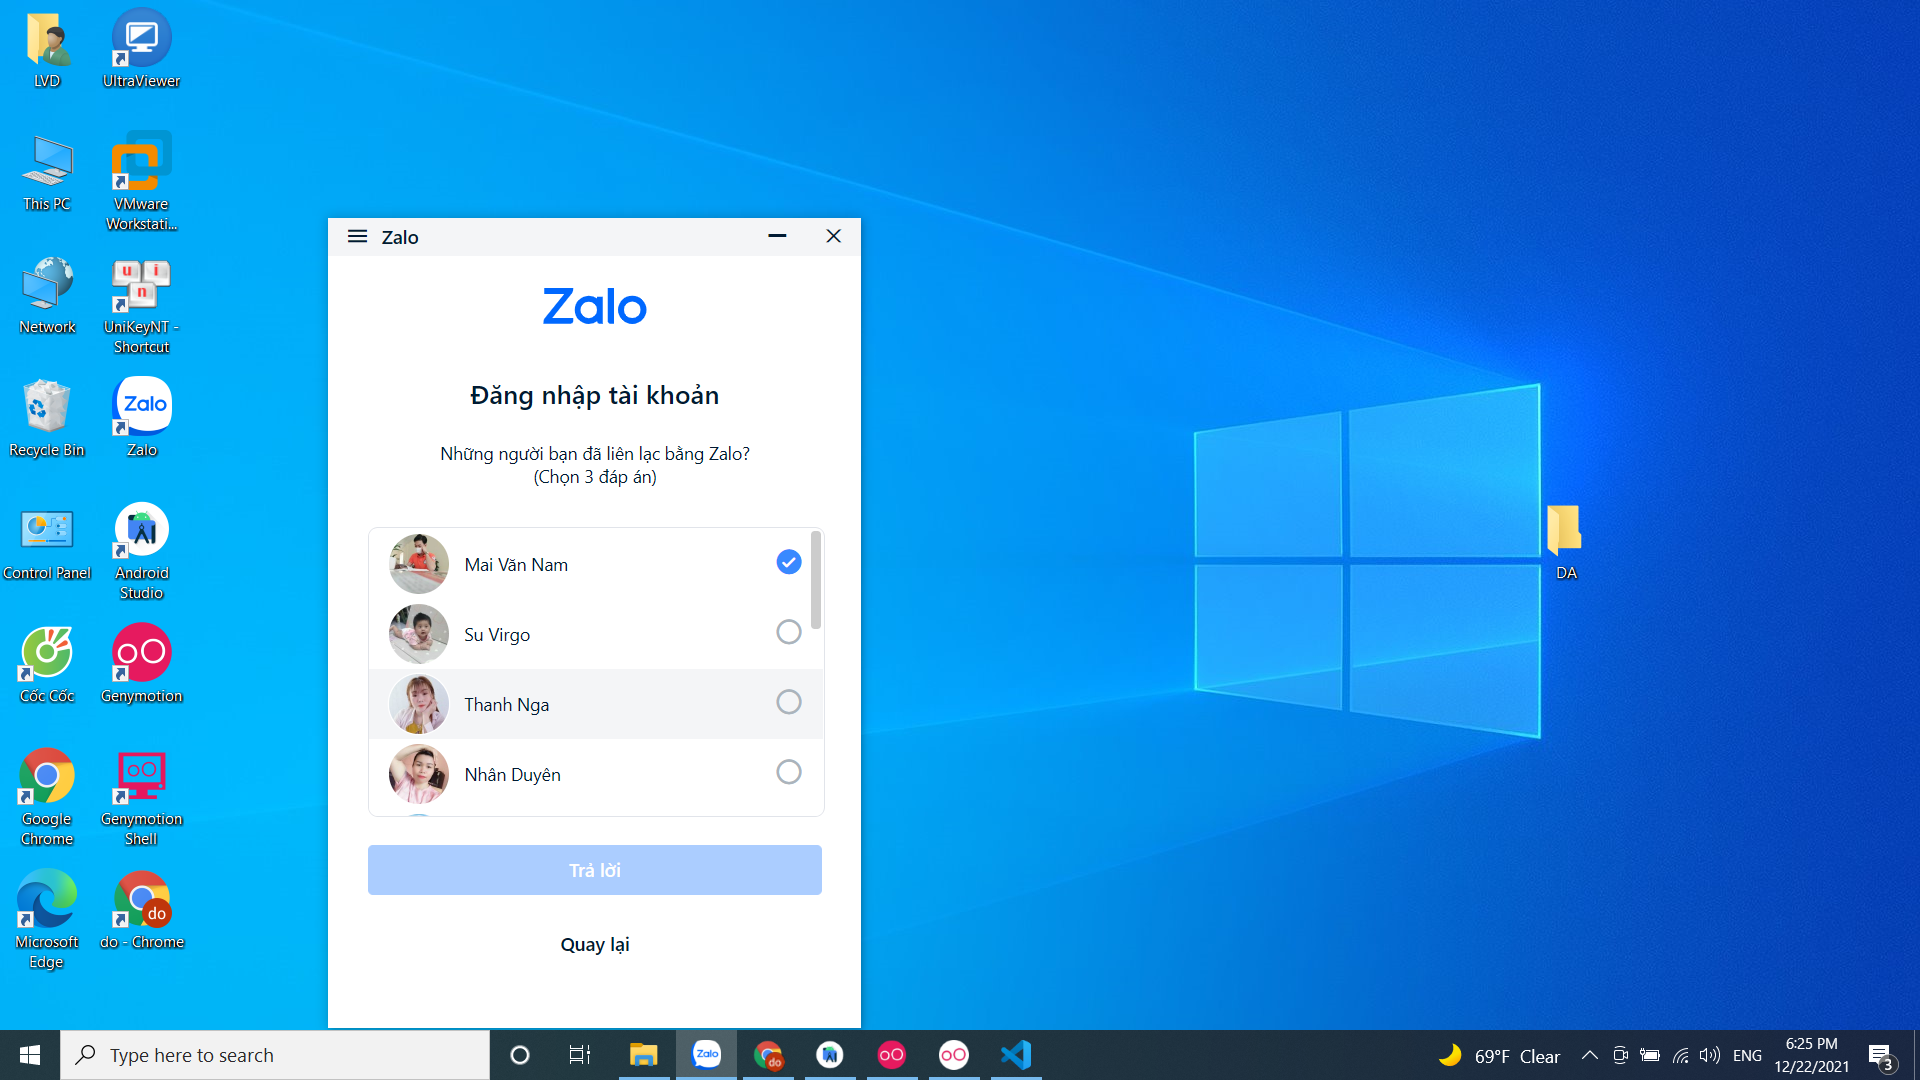 LVD
UltraViewer
This PC
VMware
Workstati...
Network
UniKeyNT -
Shortcut
Recycle Bin
Zalo
Control Panel
Android
Studio
Cốc Cốc
Genymotion
Google
Chrome
Genymotion
Shell
Microsoft
Edge
do - Chrome
do
u i n
Zalo
Zalo
Zalo
Đăng nhập tài khoản
Những người bạn đã liên lạc bằng Zalo?
(Chọn 3 đáp án)
Mai Văn Nam
Su Virgo
Thanh Nga
Nhân Duyên
Trả lời
Quay lại
DA
Type here to search
Zalo
do
69°F Clear
ENG
6:25 PM
12/22/2021
3